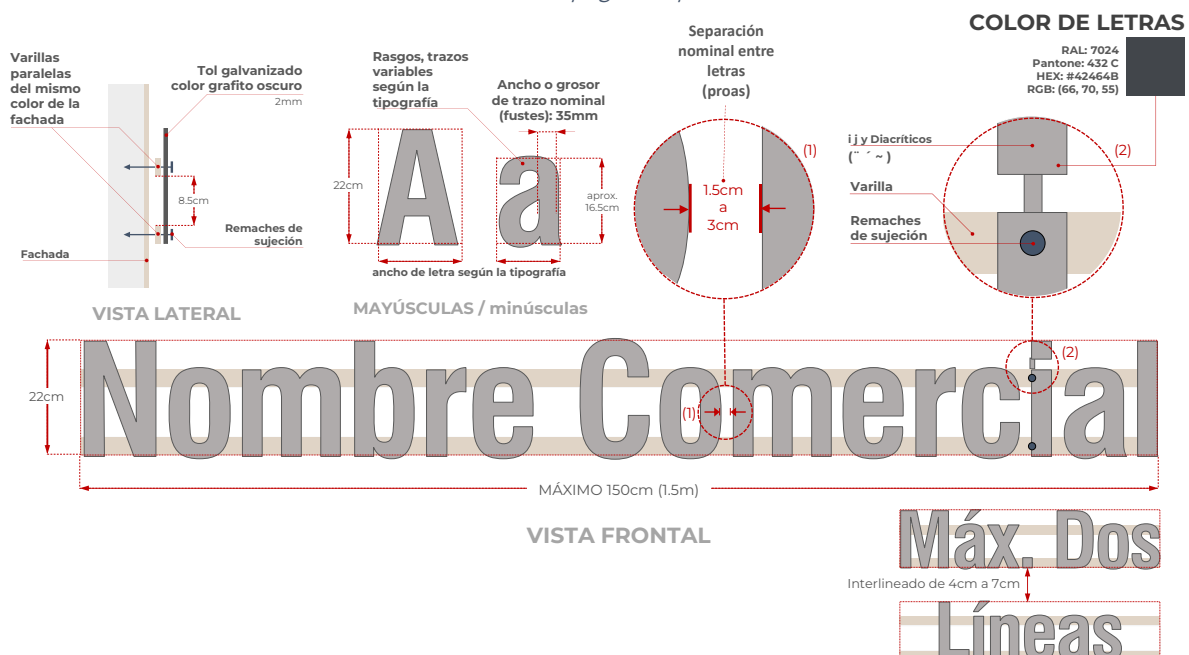 COLOR DE LETRAS
RAL: 7024
Pantone: 432 C
HEX: #42464B
RGB: (66, 70, 55)
Varillas
paralelas
del mismo
color de la
fachada
Tol galvanizado
color grafito oscuro
2mm
8.5cm
Remaches de
sujeción
Fachada
VISTA LATERAL
Rasgos, trazos
variables
según la
tipografía
Ancho o grosor
de trazo nominal
(fustes): 35mm
22cm
A a
aprox.
16.5cm
ancho de letra según la tipografía
MAYÚSCULAS / minúsculas
Separación
nominal entre
letras
(proas)
(1)
1.5cm
a
3cm
i j y Diacríticos
(¨ ´ ~ )
Varilla
Remaches
de sujeción
(2)
22cm
Nombre Comercial
(1)
(2)
MÁXIMO 150cm (1.5m)
VISTA FRONTAL
Máx. Dos
Interlineado de 4cm a 7cm
Líneas